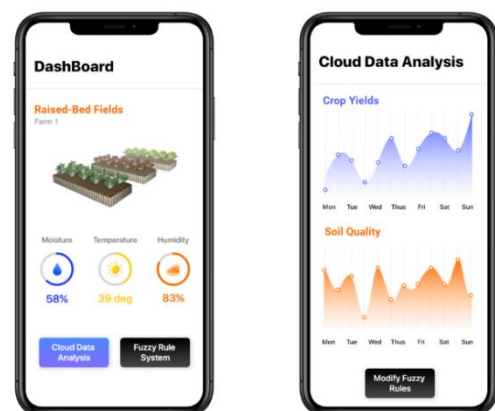 DashBoard
Raised-Bed Fields
Farm 1
Moisture Temperature Humidity
58% 39 deg 83%
Cloud Data
Analysis
Fuzzy Rule
System
Cloud Data Analysis
Crop Yields
Mon Tue Wed Thus Fri Sat Sun
Soil Quality
Mon Tue Wed Thus Fri Sat Sun
Modify Fuzzy
Rules